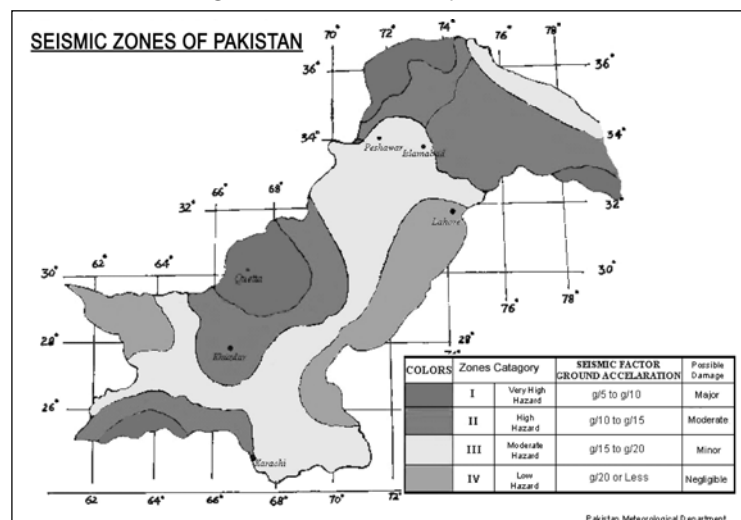 SEISMIC ZONES OF PAKISTAN
70° 72° 74° 76° 78°
36° 36°
34° 34°
Peshawar Islamabad
66° 68°
32° 32°
Lahore
62° 64°
30° 30°
Quetta
76° 78°
28° 28°
Khuzdar
26°
Karachi
62 64° 66° 68° 70° 72°
COLORS Zones Catagory SEISMIC FACTOR GROUND ACCELARATION Possible Damage
I Very High Hazard g/5 to g/10 Major
II High Hazard g/10 to g/15 Moderate
III Moderate Hazard g/15 to g/20 Minor
IV Low Hazard g/20 or Less Negligible
Pakistan Meteorological Department